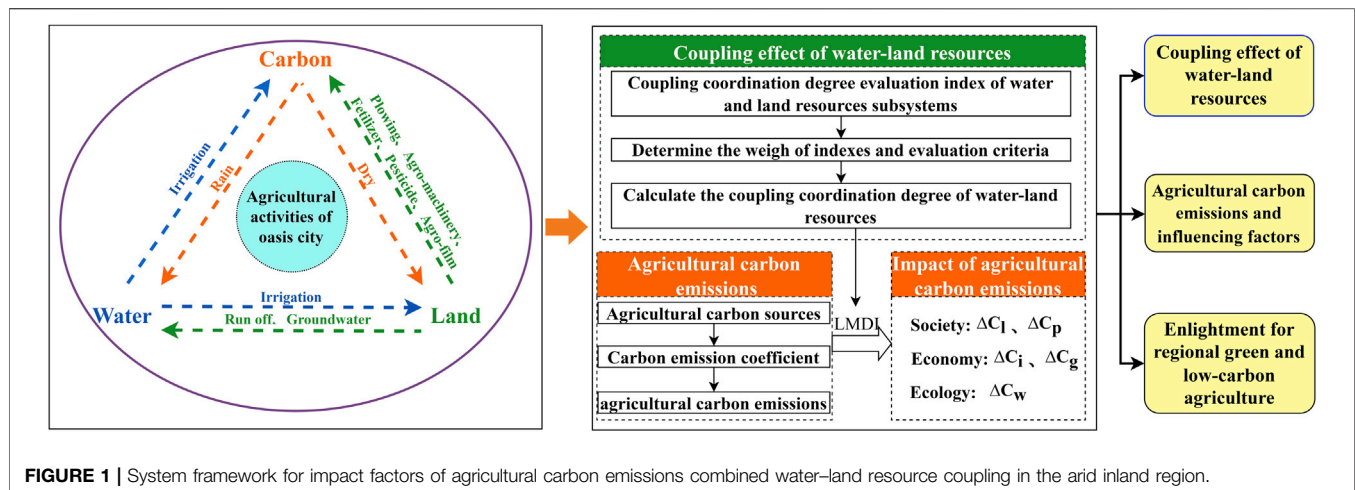 Carbon
Irrigation
Rain
Dry
Plowing、Agro-machinery、
Fetilizer、Pesticide、Agro-film
Agricultural
activities of
oasis city
Water
Irrigation
Run off、Groundwater
Land
Coupling effect of water-land resources
Coupling coordination degree evaluation index of water
and land resources subsystems
Determine the weigh of indexes and evaluation criteria
Calculate the coupling coordination degree of water-land
resources
Agricultural carbon
emissions
Agricultural carbon sources
Carbon emission coefficient
agricultural carbon emissions
LMDI
Impact of agricultural
carbon emissions
Society: ΔCl 、 ΔCp
Economy: ΔCi 、 ΔCg
Ecology: ΔCw
Coupling effect of
water-land
resources
Agricultural carbon
emissions and
influencing factors
Enlightment for
regional green and
low-carbon
agriculture
FIGURE 1 | System framework for impact factors of agricultural carbon emissions combined water–land resource coupling in the arid inland region.